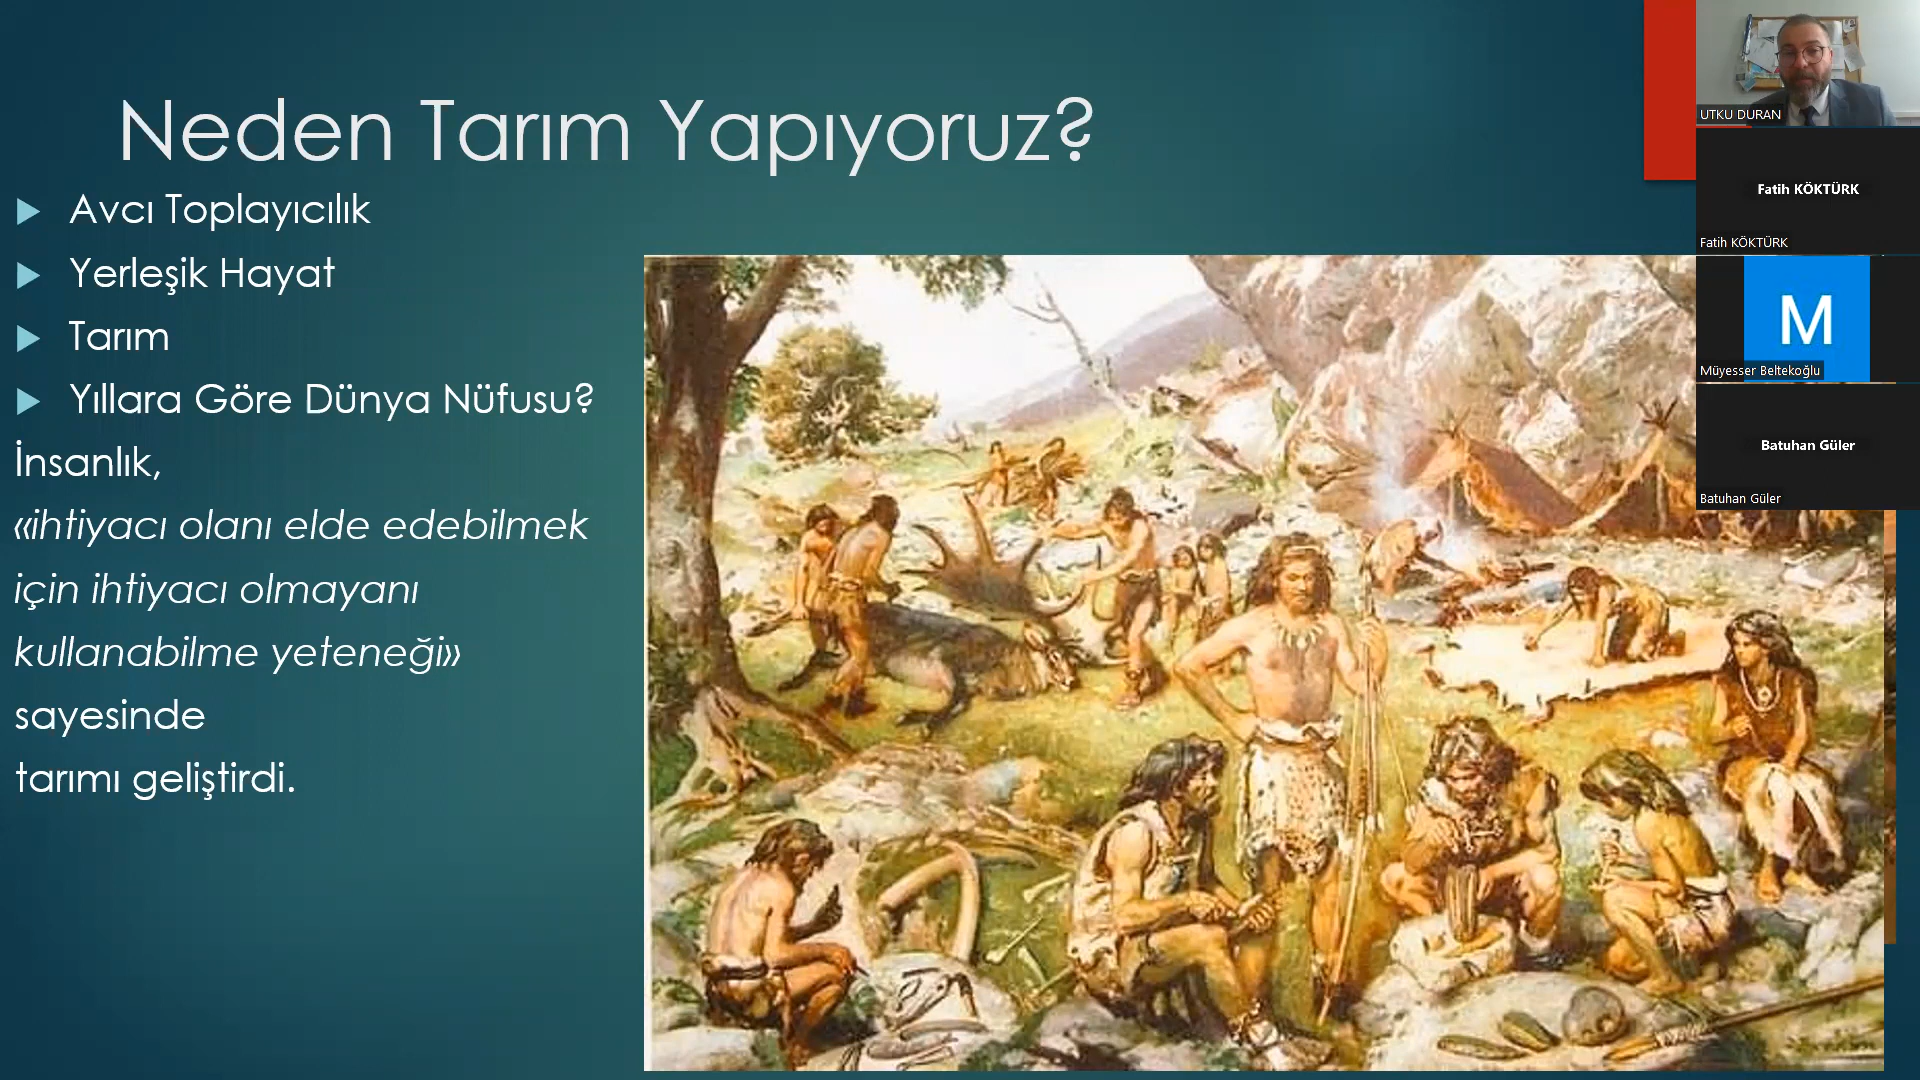 Neden Tarım Yapıyoruz?
Avcı Toplayıcılık
Yerleşik Hayat
Tarım
Yıllara Göre Dünya Nüfusu?
İnsanlık,
«ihtiyacı olanı elde edebilmek
için ihtiyacı olmayanı
kullanabilme yeteneği»
sayesinde
tarımı geliştirdi.
UTKU DURAN
Fatih KÖKTÜRK
Fatih KÖKTÜRK
M
Müyesser Beltekoğlu
Batuhan Güler
Batuhan Güler